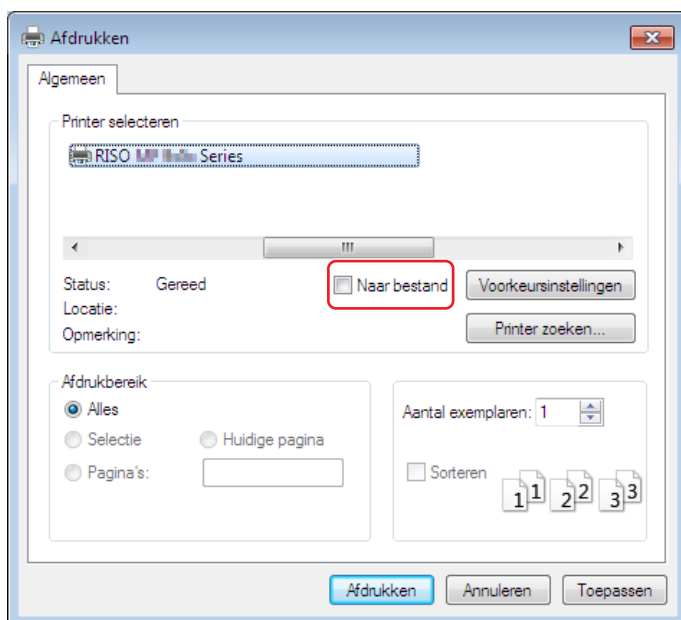 Afdrukken
Algemeen
Printer selecteren
RISO Series
Status: Gereed
Naar bestand
Voorkeursinstellingen
Locatie:
Opmerking:
Printer zoeken...
Afdrukbereik
Alles
Selectie
Huidige pagina
Pagina's:
Aantal exemplaren: 1
Sorteren
1 1 2 2 3 3
Afdrukken
Annuleren
Toepassen